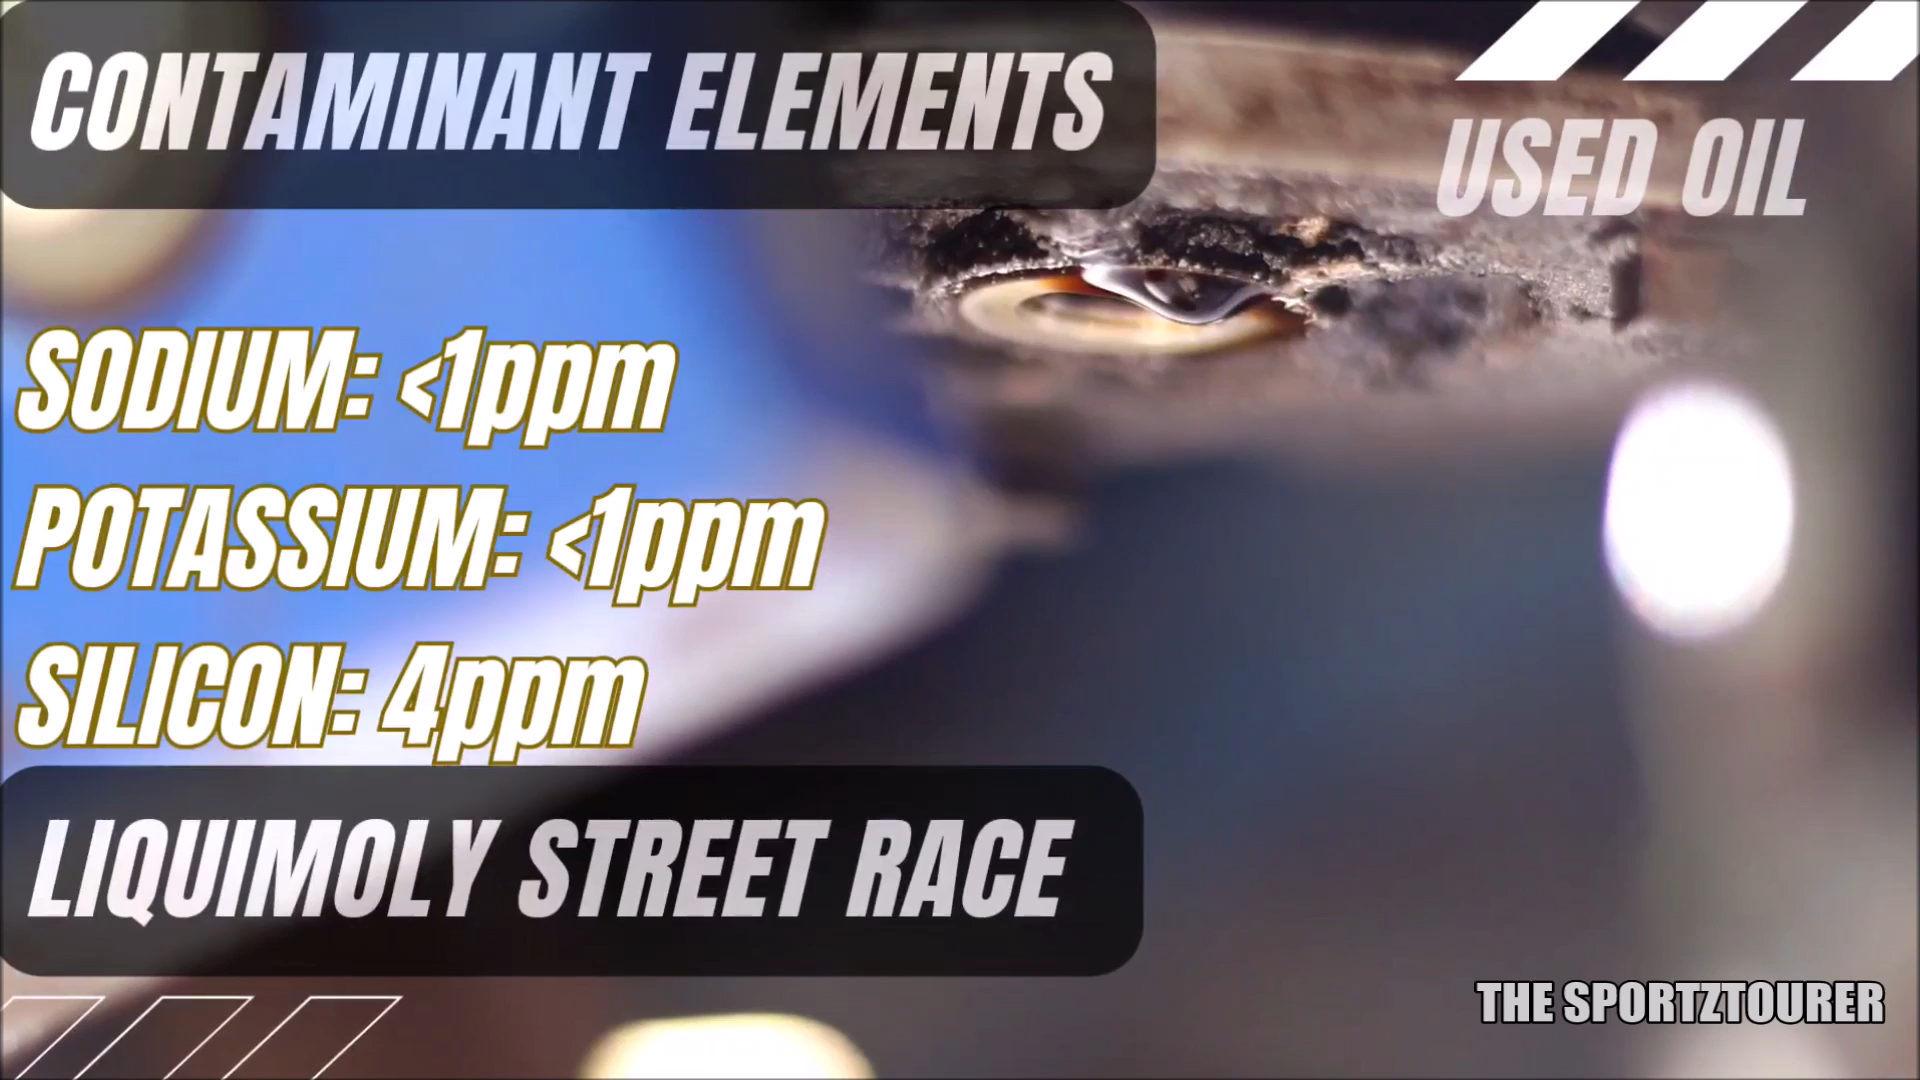 CONTAMINANT ELEMENTS
USED OIL
SODIUM: <1ppm
POTASSIUM: <1ppm
SILICON: 4ppm
LIQUIMOLY STREET RACE
THE SPORTZTOURER